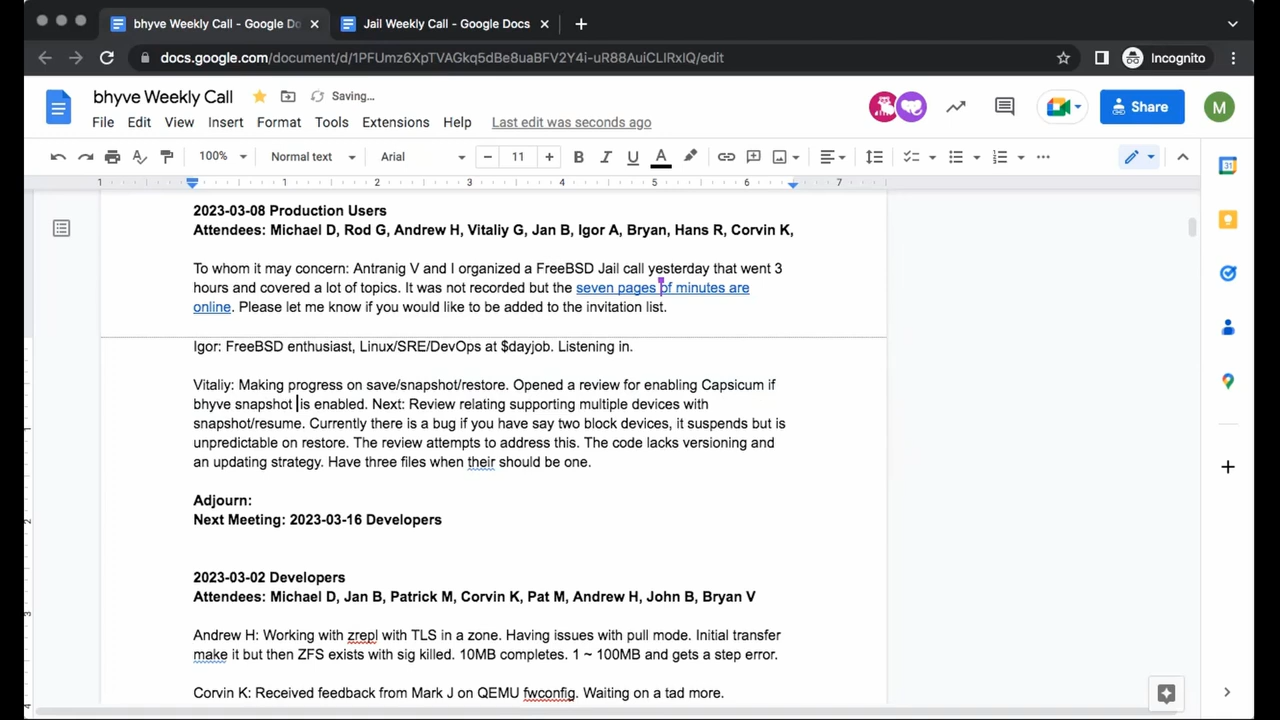 bhyve Weekly Call - Google Do
Jail Weekly Call - Google Docs
docs.google.com/document/d/1PFUmz6XpTVAGkq5dBe8uaBFV2Y4i-uR88AuiCLIRxIQ/edit
Incognito
bhyve Weekly Call
Saving...
Share
M
File Edit View Insert Format Tools Extensions Help Last edit was seconds ago
100% Normal text Arial 11
1 1 2 3 4 5 6 7
2023-03-08 Production Users
Attendees: Michael D, Rod G, Andrew H, Vitaliy G, Jan B, Igor A, Bryan, Hans R, Corvin K,
To whom it may concern: Antranig V and I organized a FreeBSD Jail call yesterday that went 3
hours and covered a lot of topics. It was not recorded but the seven pages of minutes are
online. Please let me know if you would like to be added to the invitation list.
Igor: FreeBSD enthusiast, Linux/SRE/DevOps at $dayjob. Listening in.
Vitaliy: Making progress on save/snapshot/restore. Opened a review for enabling Capsicum if
bhyve snapshot is enabled. Next: Review relating supporting multiple devices with
snapshot/resume. Currently there is a bug if you have say two block devices, it suspends but is
unpredictable on restore. The review attempts to address this. The code lacks versioning and
an updating strategy. Have three files when their should be one.
Adjourn:
Next Meeting: 2023-03-16 Developers
2023-03-02 Developers
Attendees: Michael D, Jan B, Patrick M, Corvin K, Pat M, Andrew H, John B, Bryan V
Andrew H: Working with zrepl with TLS in a zone. Having issues with pull mode. Initial transfer
make it but then ZFS exists with sig killed. 10MB completes. 1 ~ 100MB and gets a step error.
Corvin K: Received feedback from Mark J on QEMU fwconfig. Waiting on a tad more.